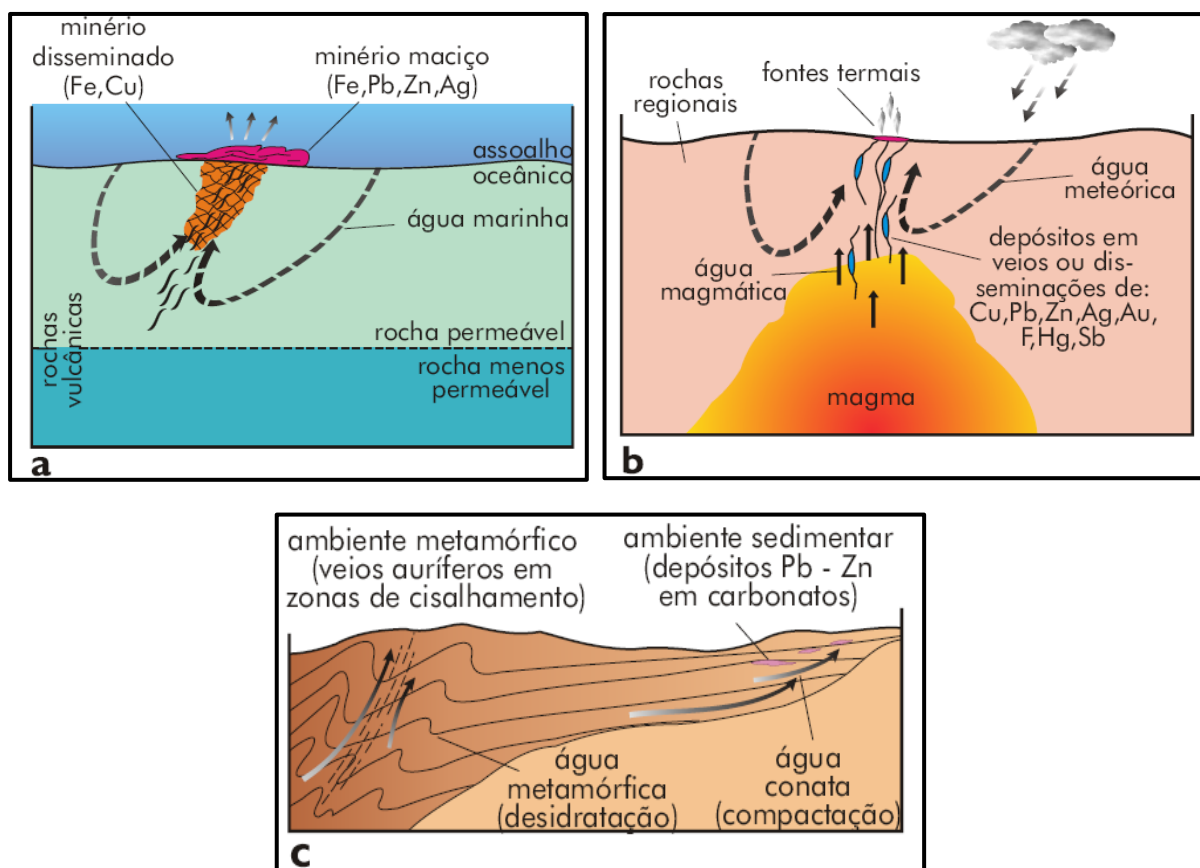 minério
disseminado
(Fe,Cu)
minério maciço
(Fe,Pb,Zn,Ag)
assoalho
oceânico
água marinha
rochas
vulcânicas
rocha permeável
rocha menos
permeável
a
fontes termais
rochas
regionais
água
meteórica
água
magmática
depósitos em
veios ou dis-
seminações de:
Cu,Pb,Zn,Ag,Au,
F,Hg,Sb
magma
b
ambiente metamórfico
(veios auríferos em
zonas de cisalhamento)
ambiente sedimentar
(depósitos Pb - Zn
em carbonatos)
água
metamórfica
(desidratação)
água
conata
(compactação)
c